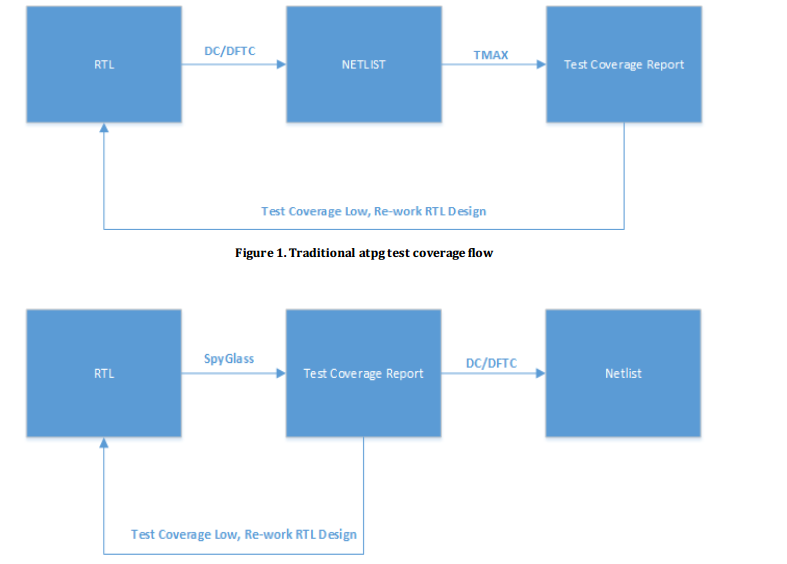 RTL
DC/DFTC
NETLIST
TMAX
Test Coverage Report
Test Coverage Low, Re-work RTL Design
Figure 1. Traditional atpg test coverage flow
RTL
SpyGlass
Test Coverage Report
DC/DFTC
Netlist
Test Coverage Low, Re-work RTL Design